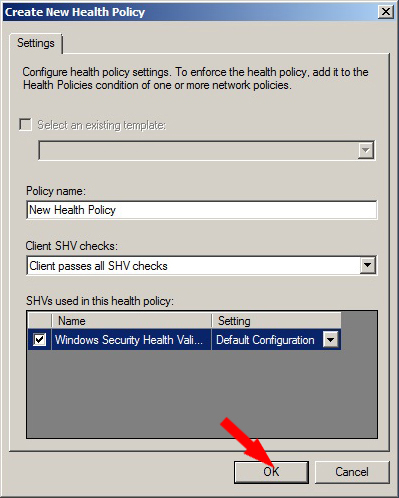 Create New Health Policy
Settings
Configure health policy settings. To enforce the health policy, add it to the
Health Policies condition of one or more network policies.
Select an existing template:
Policy name:
New Health Policy
Client SHV checks:
Client passes all SHV checks
SHVs used in this health policy:
Name Setting
Windows Security Health Vali... Default Configuration
OK Cancel